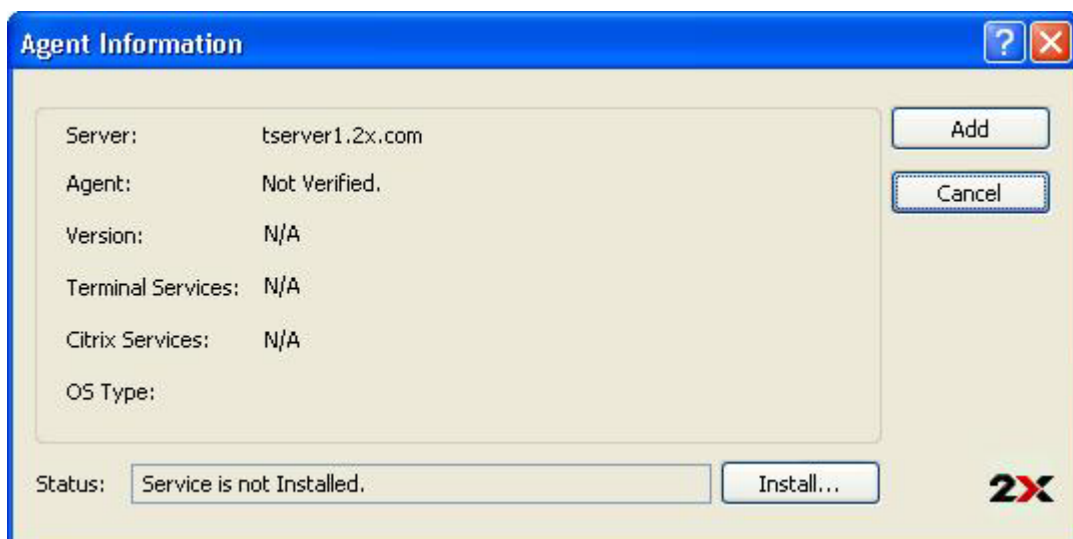 Agent Information
Server: tserver1.2x.com
Add
Agent: Not Verified.
Cancel
Version: N/A
Terminal Services: N/A
Citrix Services: N/A
OS Type:
Status: Service is not Installed. Install...
2X